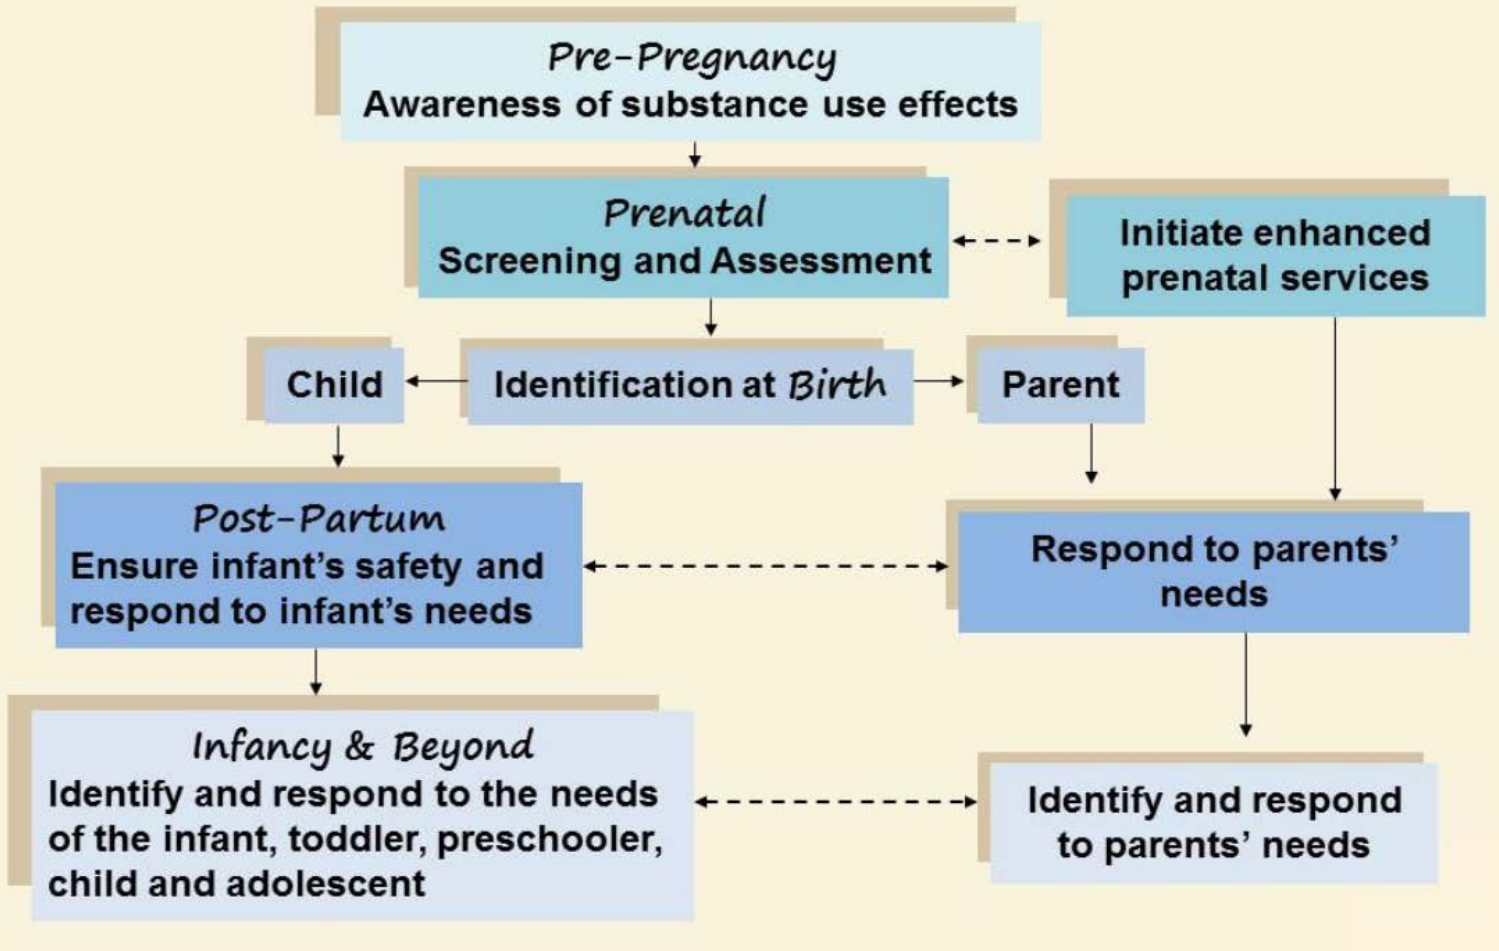 Pre-Pregnancy
Awareness of substance use effects
Prenatal
Screening and Assessment
Initiate enhanced
prenatal services
Child
Identification at Birth
Parent
Post-Partum
Ensure infant's safety and
respond to infant's needs
Respond to parents'
needs
Infancy & Beyond
Identify and respond to the needs
of the infant, toddler, preschooler,
child and adolescent
Identify and respond
to parents' needs